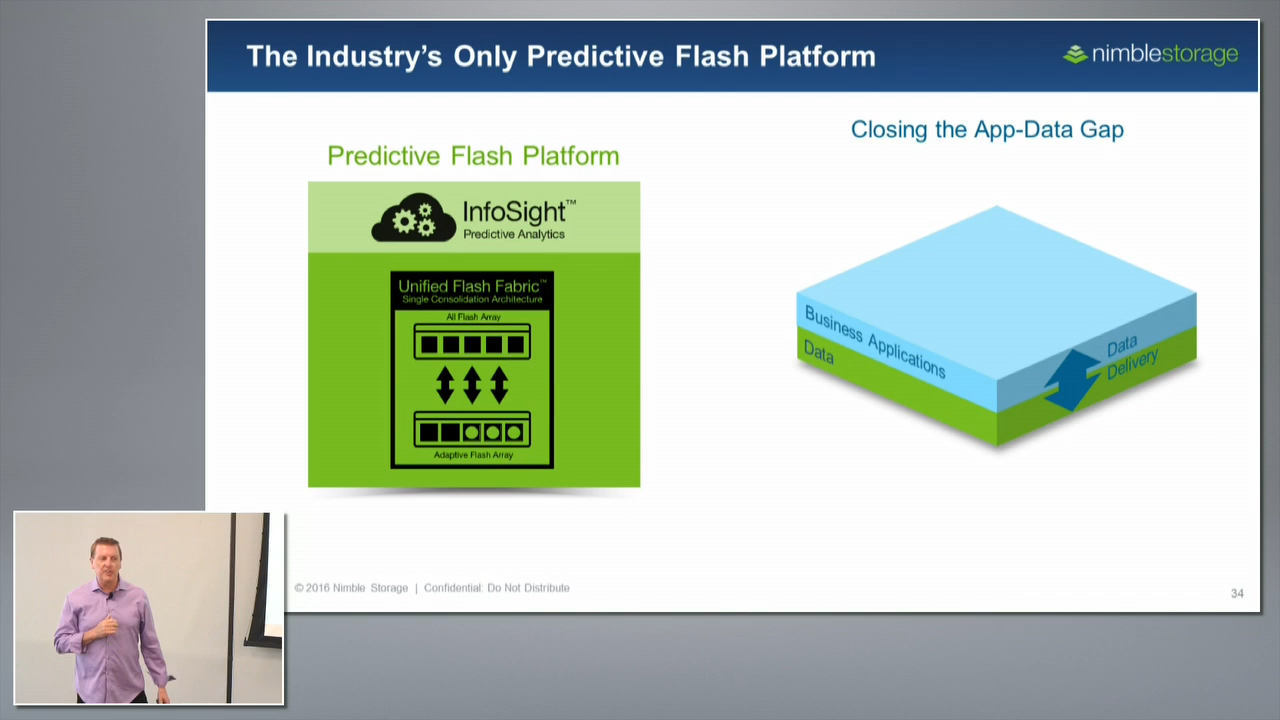 The Industry's Only Predictive Flash Platform
nimblestorage
Predictive Flash Platform
InfoSight™
Predictive Analytics
Unified Flash Fabric™
Single Consolidation Architecture
All Flash Array
Adaptive Flash Array
Closing the App-Data Gap
Business Applications
Data
Data
Delivery
© 2016 Nimble Storage | Confidential: Do Not Distribute
34